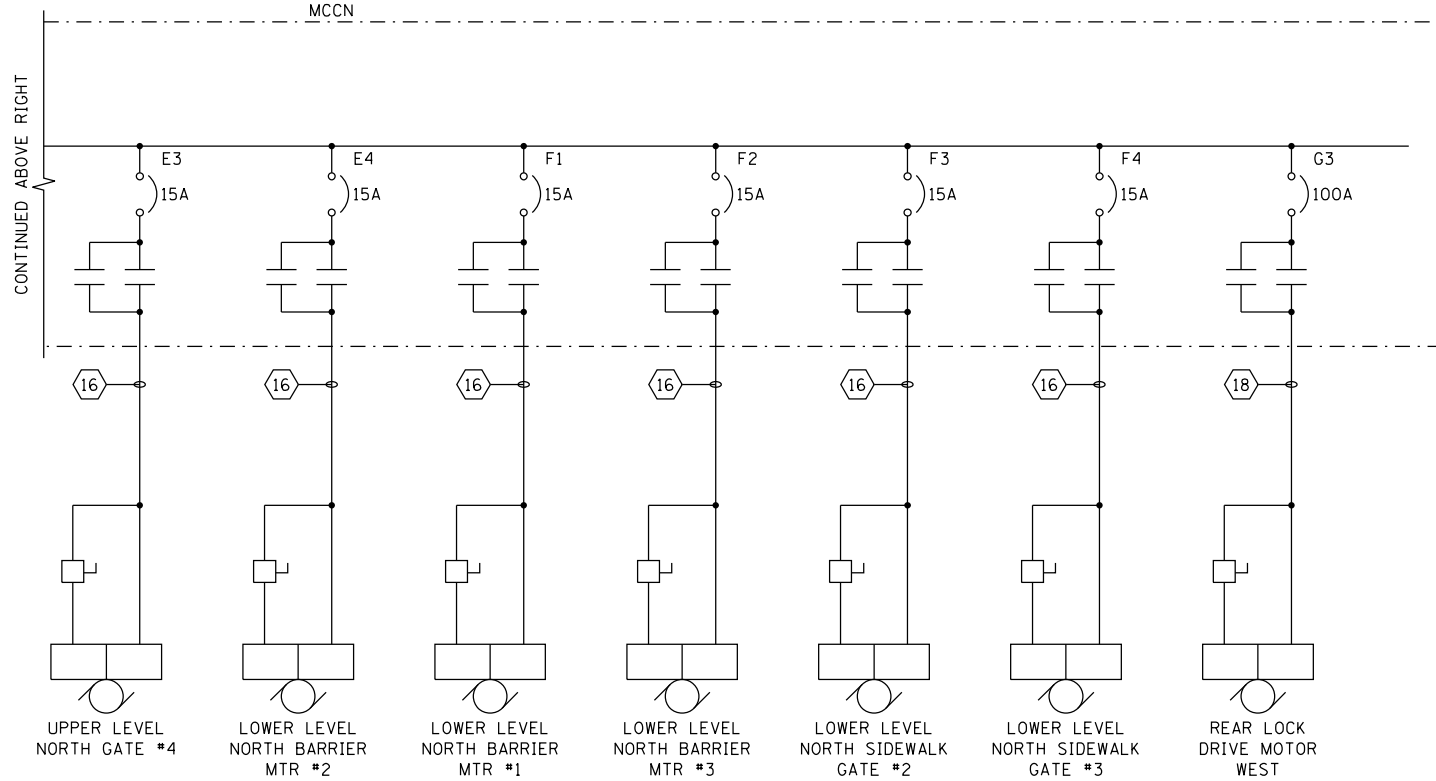 MCCN
CONTINUED ABOVE RIGHT
E3
E4
F1
F2
F3
F4
G3
15A
15A
15A
15A
15A
15A
100A
16
16
16
16
16
16
18
UPPER LEVEL
NORTH GATE #4
LOWER LEVEL
NORTH BARRIER
MTR #2
LOWER LEVEL
NORTH BARRIER
MTR #1
LOWER LEVEL
NORTH BARRIER
MTR #3
LOWER LEVEL
NORTH SIDEWALK
GATE #2
LOWER LEVEL
NORTH SIDEWALK
GATE #3
REAR LOCK
DRIVE MOTOR
WEST